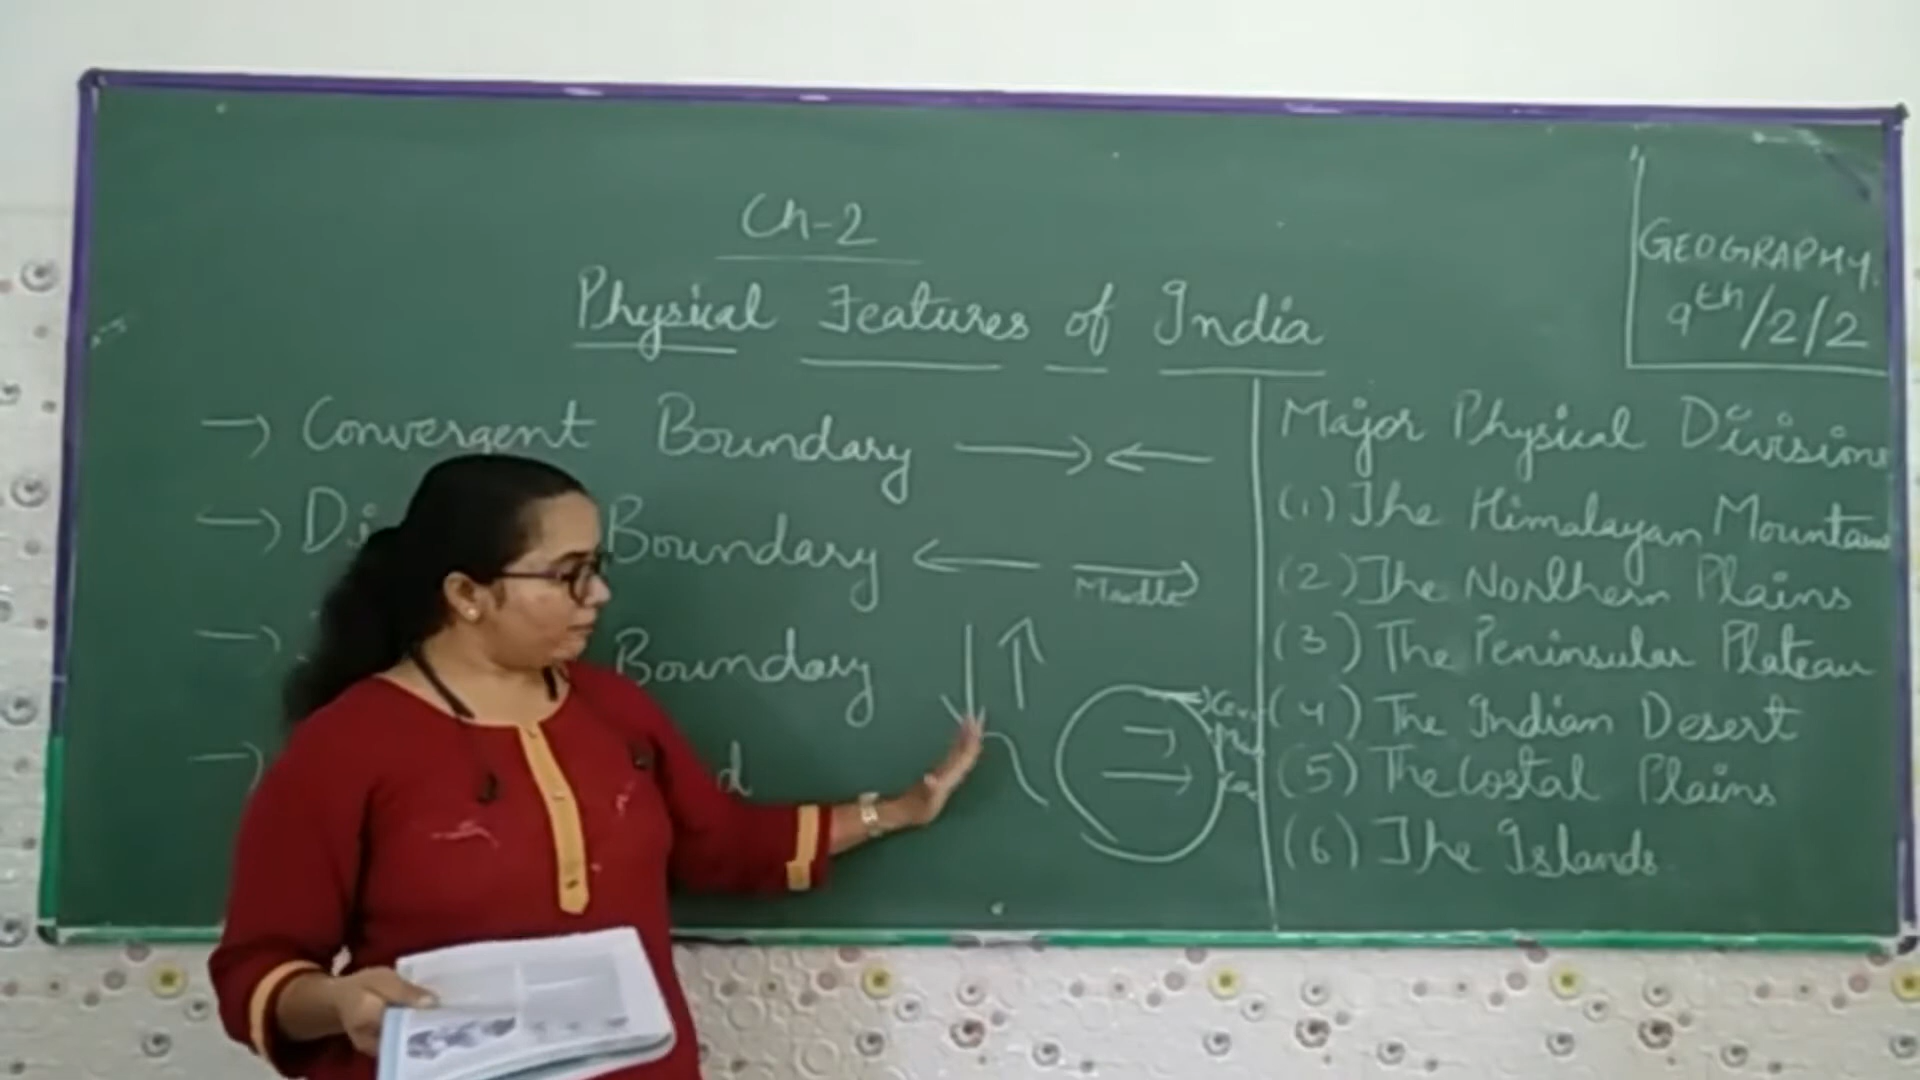 Ch-2
Physical Features of India
GEOGRAPHY.
9th/2/2
→ Convergent Boundary → ←
→ Boundary ← →
Mantle
→ Boundary
→
Major Physical Divisions
(1) The Himalayan Mountains
(2) The Northern Plains
(3) The Peninsular Plateau
(4) The Indian Desert
(5) The Costal Plains
(6) The Islands